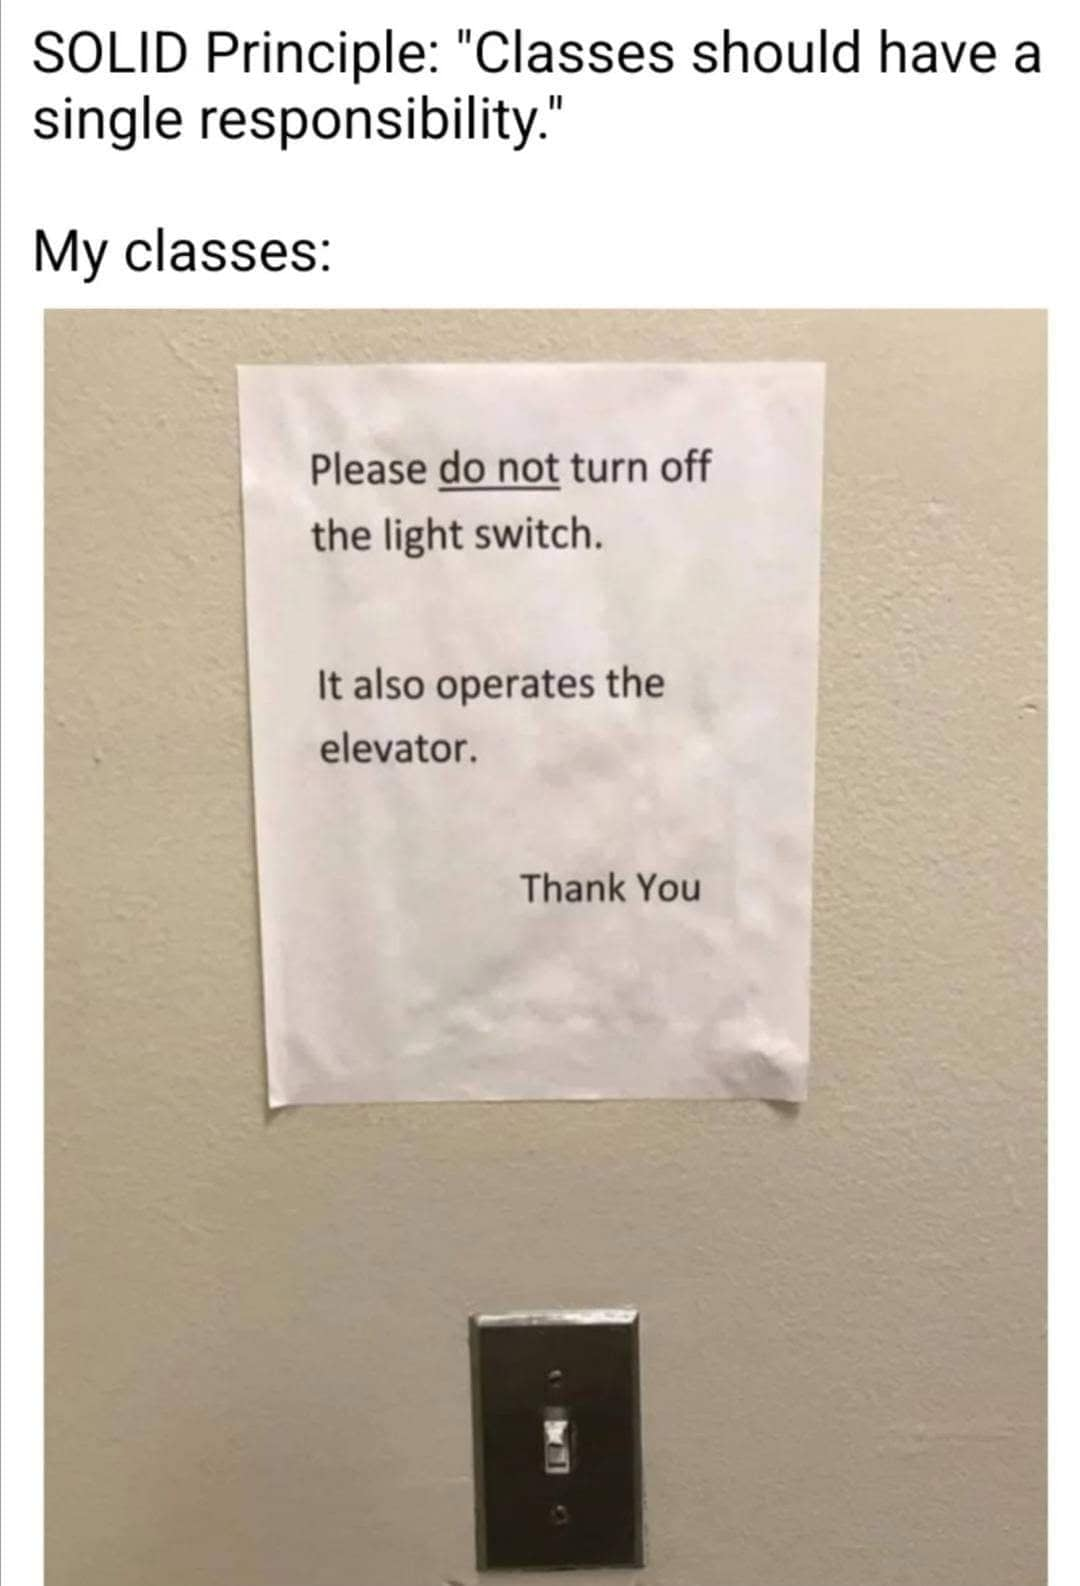 SOLID Principle: "Classes should have a
single responsibility."
My classes:
Please do not turn off
the light switch.
It also operates the
elevator.
Thank You